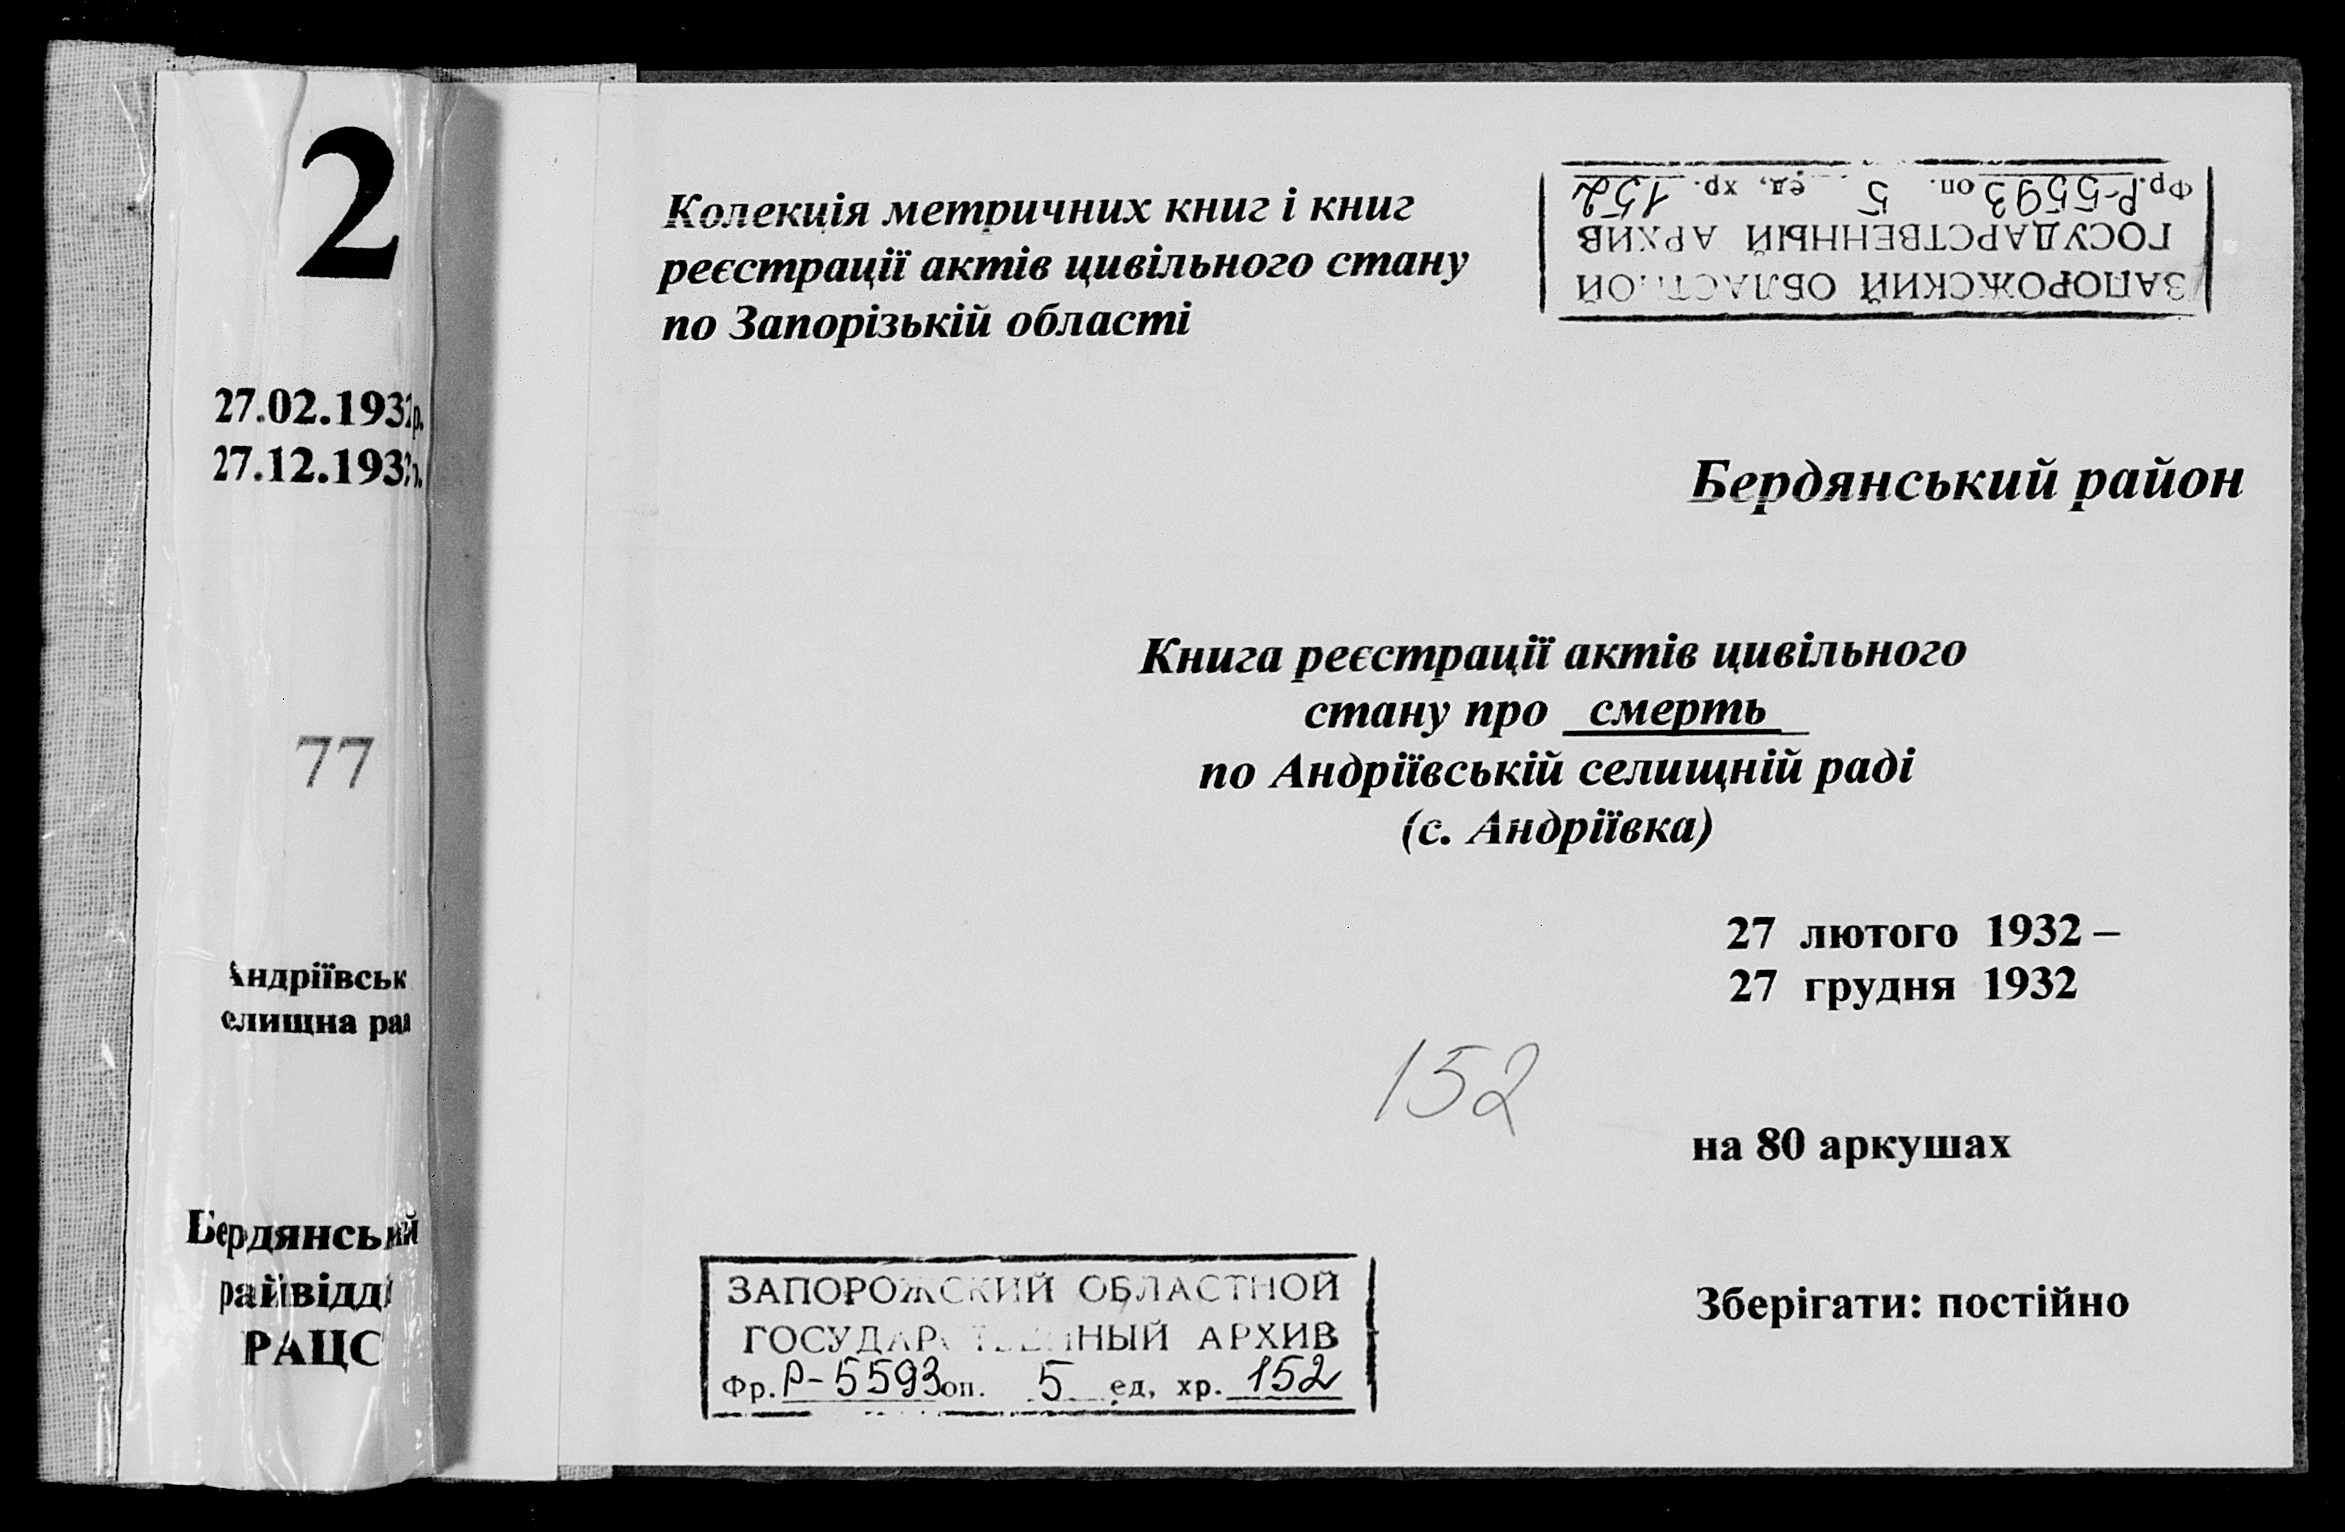 2
27.02.1932р.
27.12.1932р.
77
Андріївськ
елищна рад
Бердянський
райвідді
РАЦС
Колекція метричних книг і книг
реєстрації актів цивільного стану
по Запорізькій області
ЗАПОРОЖСКИЙ ОБЛАСТНОЙ
ГОСУДАРСТВЕННЫЙ АРХИВ
Фр. Р-5593 оп. 5 ед, хр. 152
Бердянський район
Книга реєстрації актів цивільного
стану про смерть
по Андріївській селищній раді
(с. Андріївка)
27 лютого 1932 –
27 грудня 1932
152
на 80 аркушах
Зберігати: постійно
ЗАПОРОЖСКИЙ ОБЛАСТНОЙ
ГОСУДАРСТВЕННЫЙ АРХИВ
Фр. Р-5593 оп. 5 ед, хр. 152